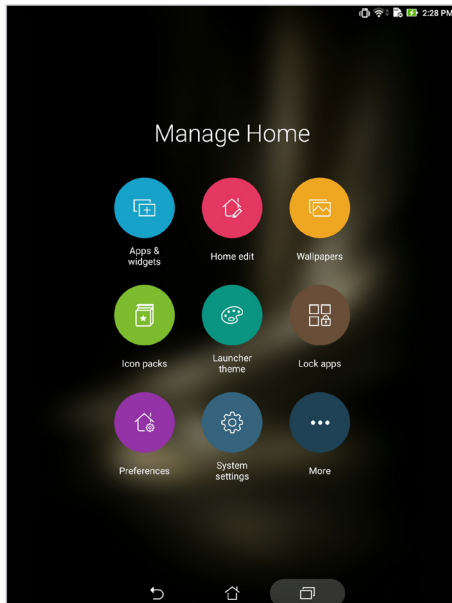 2:28 PM
Manage Home
Apps &
widgets
Home edit
Wallpapers
Icon packs
Launcher
theme
Lock apps
Preferences
System
settings
More